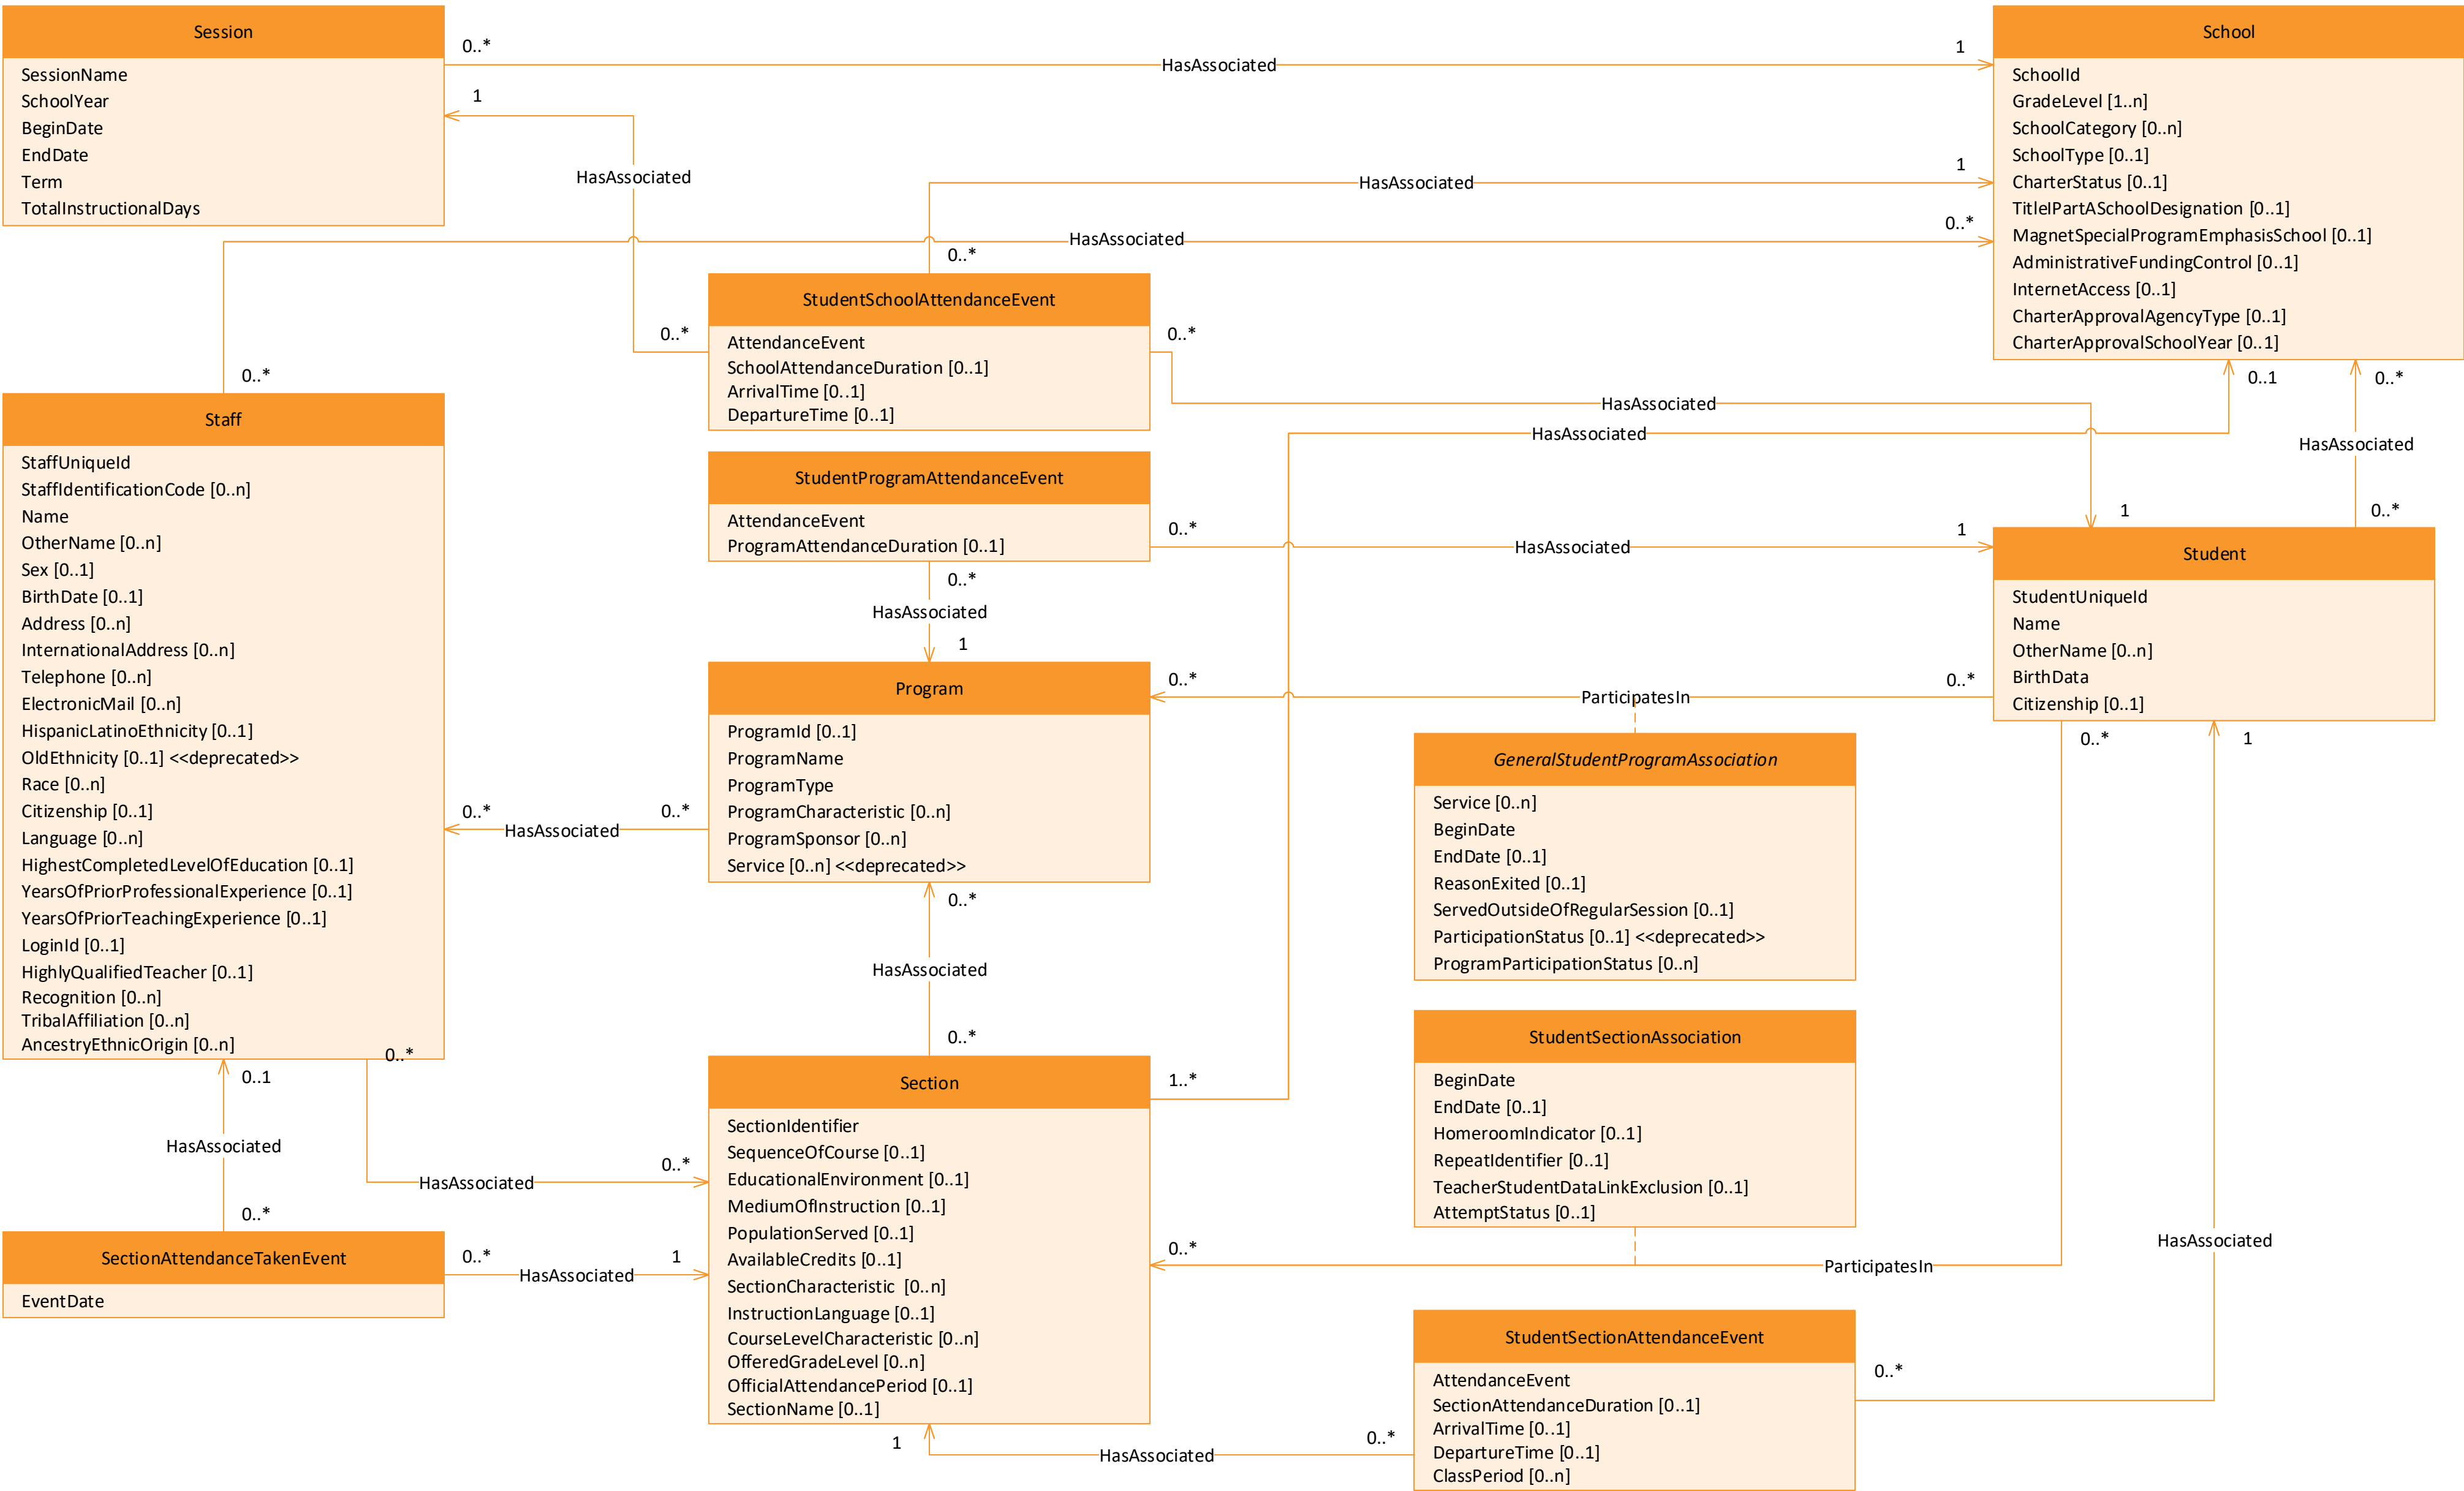 Session
SessionName
SchoolYear
BeginDate
EndDate
Term
TotalInstructionalDays
0..*
HasAssociated
1
School
SchoolId
GradeLevel [1..n]
SchoolCategory [0..n]
SchoolType [0..1]
CharterStatus [0..1]
TitleIPartASchoolDesignation [0..1]
MagnetSpecialProgramEmphasisSchool [0..1]
AdministrativeFundingControl [0..1]
InternetAccess [0..1]
CharterApprovalAgencyType [0..1]
CharterApprovalSchoolYear [0..1]
1
HasAssociated
0..*
HasAssociated
1
0..*
0..*
HasAssociated
0..*
StudentSchoolAttendanceEvent
AttendanceEvent
SchoolAttendanceDuration [0..1]
ArrivalTime [0..1]
DepartureTime [0..1]
0..*
HasAssociated
1
HasAssociated
0..1
0..*
HasAssociated
0..*
Staff
StaffUniqueId
StaffIdentificationCode [0..n]
Name
OtherName [0..n]
Sex [0..1]
BirthDate [0..1]
Address [0..n]
InternationalAddress [0..n]
Telephone [0..n]
ElectronicMail [0..n]
HispanicLatinoEthnicity [0..1]
OldEthnicity [0..1] <<deprecated>>
Race [0..n]
Citizenship [0..1]
Language [0..n]
HighestCompletedLevelOfEducation [0..1]
YearsOfPriorProfessionalExperience [0..1]
YearsOfPriorTeachingExperience [0..1]
LoginId [0..1]
HighlyQualifiedTeacher [0..1]
Recognition [0..n]
TribalAffiliation [0..n]
AncestryEthnicOrigin [0..n]
StudentProgramAttendanceEvent
AttendanceEvent
ProgramAttendanceDuration [0..1]
0..*
HasAssociated
1
0..*
HasAssociated
1
Student
StudentUniqueId
Name
OtherName [0..n]
BirthData
Citizenship [0..1]
Program
ProgramId [0..1]
ProgramName
ProgramType
ProgramCharacteristic [0..n]
ProgramSponsor [0..n]
Service [0..n] <<deprecated>>
0..*
ParticipatesIn
0..*
0..*
HasAssociated
0..*
GeneralStudentProgramAssociation
Service [0..n]
BeginDate
EndDate [0..1]
ReasonExited [0..1]
ServedOutsideOfRegularSession [0..1]
ParticipationStatus [0..1] <<deprecated>>
ProgramParticipationStatus [0..n]
0..*
1
0..*
HasAssociated
0..*
StudentSectionAssociation
BeginDate
EndDate [0..1]
HomeroomIndicator [0..1]
RepeatIdentifier [0..1]
TeacherStudentDataLinkExclusion [0..1]
AttemptStatus [0..1]
Section
SectionIdentifier
SequenceOfCourse [0..1]
EducationalEnvironment [0..1]
MediumOfInstruction [0..1]
PopulationServed [0..1]
AvailableCredits [0..1]
SectionCharacteristic [0..n]
InstructionLanguage [0..1]
CourseLevelCharacteristic [0..n]
OfferedGradeLevel [0..n]
OfficialAttendancePeriod [0..1]
SectionName [0..1]
1..*
0..*
0..1
HasAssociated
0..*
HasAssociated
0..*
SectionAttendanceTakenEvent
EventDate
0..*
HasAssociated
1
0..*
ParticipatesIn
HasAssociated
StudentSectionAttendanceEvent
AttendanceEvent
SectionAttendanceDuration [0..1]
ArrivalTime [0..1]
DepartureTime [0..1]
ClassPeriod [0..n]
0..*
1
HasAssociated
0..*